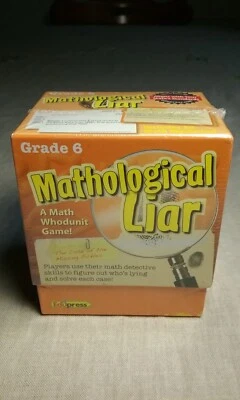 Mathological
Liar
Grade 6
Mathological
Liar
A Math
Whodunit
Game!
Players use their math detective
skills to figure out who's lying
and solve each case!
press